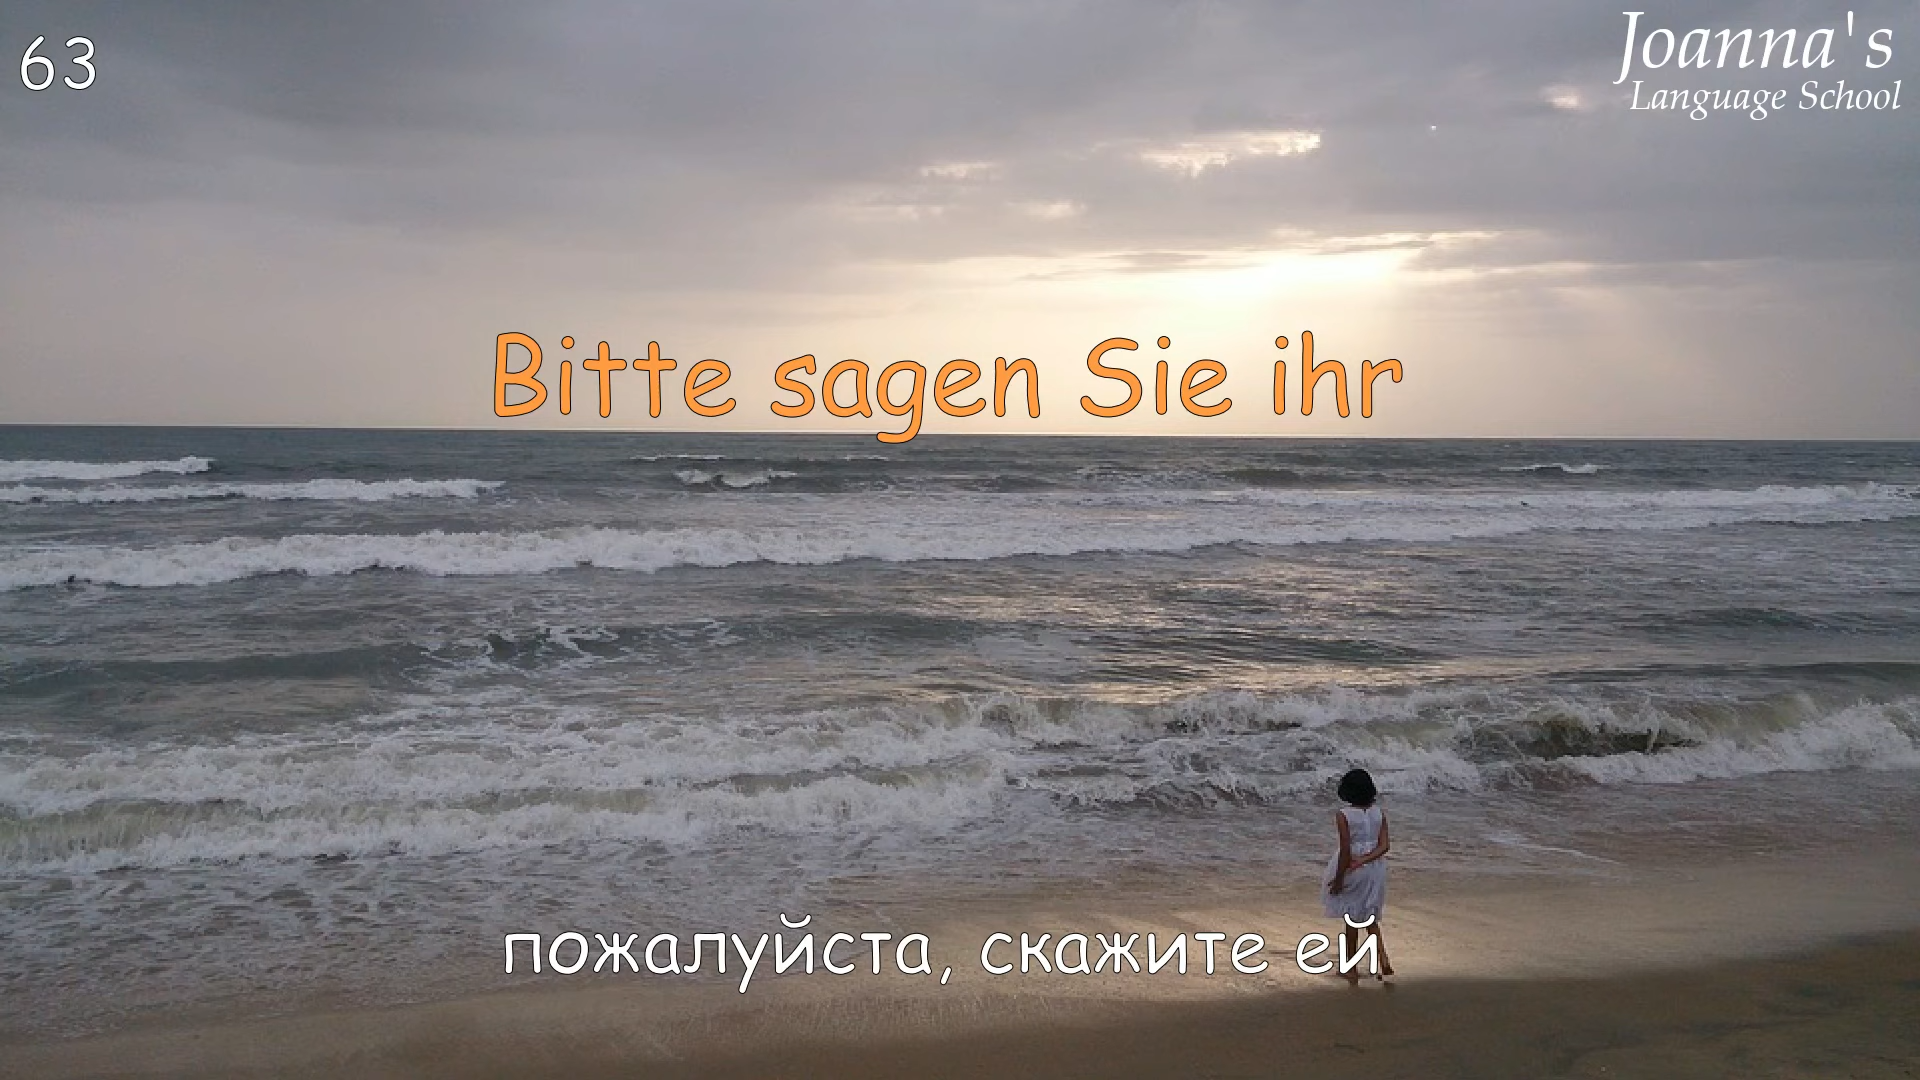 63
Joanna's
Language School
Bitte sagen Sie ihr
пожалуйста, скажите ей